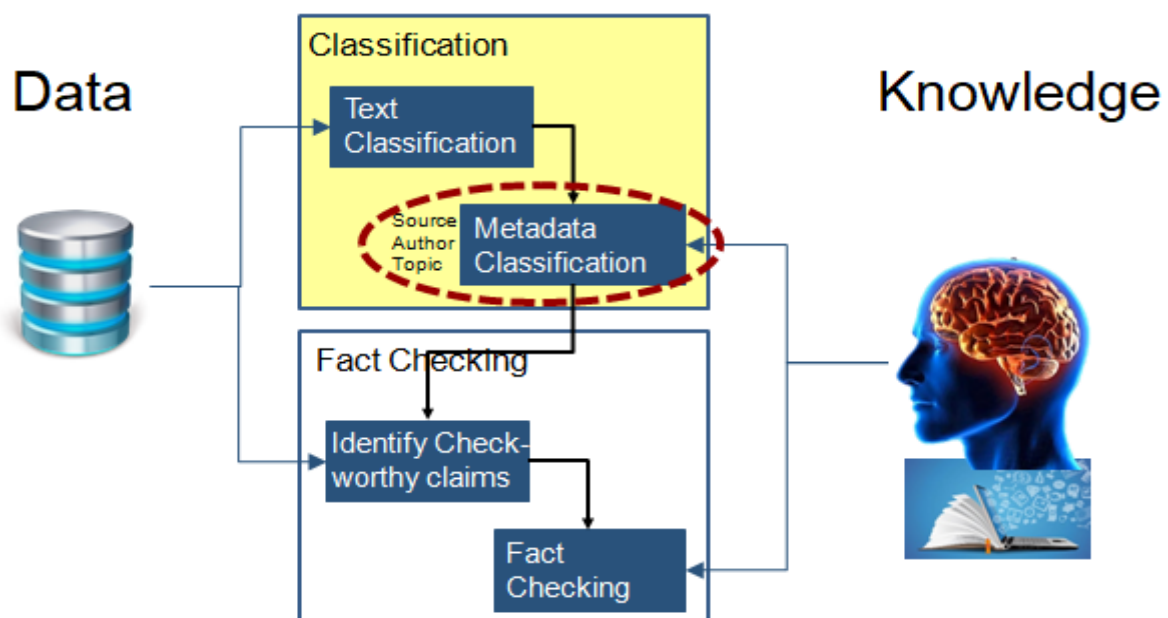 Data
Knowledge
Classification
Text
Classification
Source
Author
Topic
Metadata
Classification
Fact Checking
Identify Check-
worthy claims
Fact
Checking